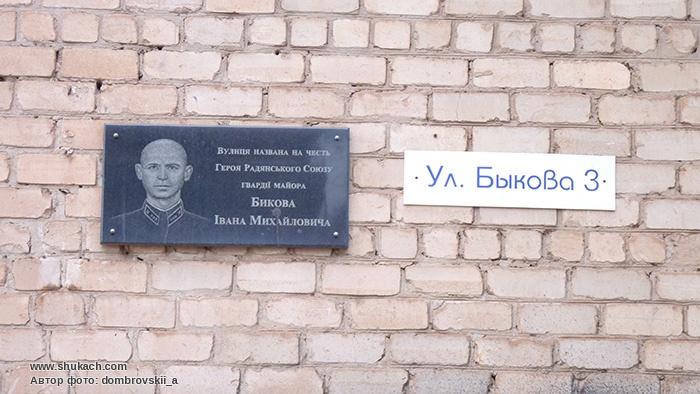 Вулиця названа на честь
Героя Радянського Союзу
гвардії майора
Бикова
Івана Михайловича
Ул. Быкова 3
www.shukach.com
Автор фото: dombrovskii_a